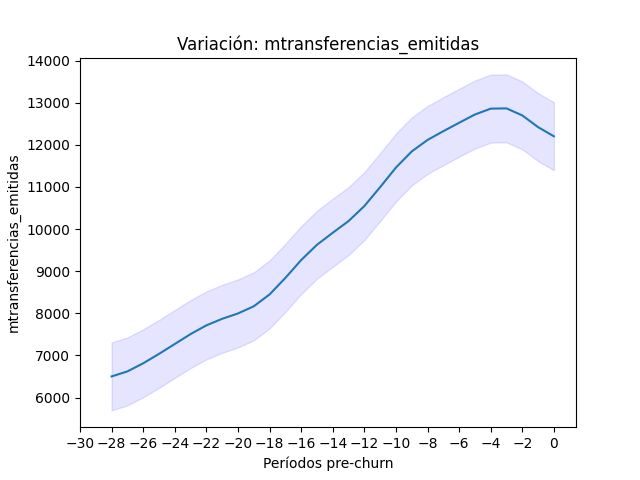 Variación: mtransferencias_emitidas
14000
13000
12000
11000
10000
9000
8000
7000
6000
mtransferencias_emitidas
−30 −28 −26 −24 −22 −20 −18 −16 −14 −12 −10 −8 −6 −4 −2 0
Períodos pre-churn